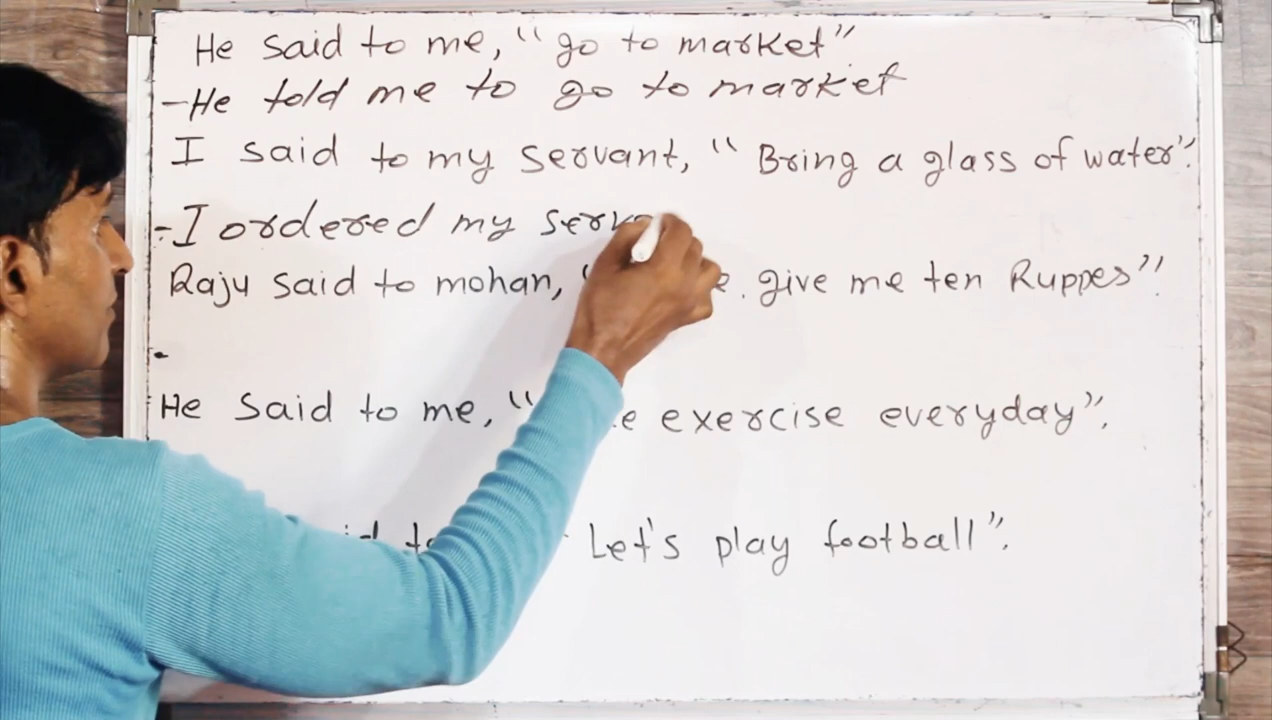 He said to me, "go to market"
- He told me to go to market
I said to my servant, "Bring a glass of water".
- I ordered my
Raju said to mohan, " give me ten Ruppes".
-
He said to me, " exercise everyday".
Let's play football".